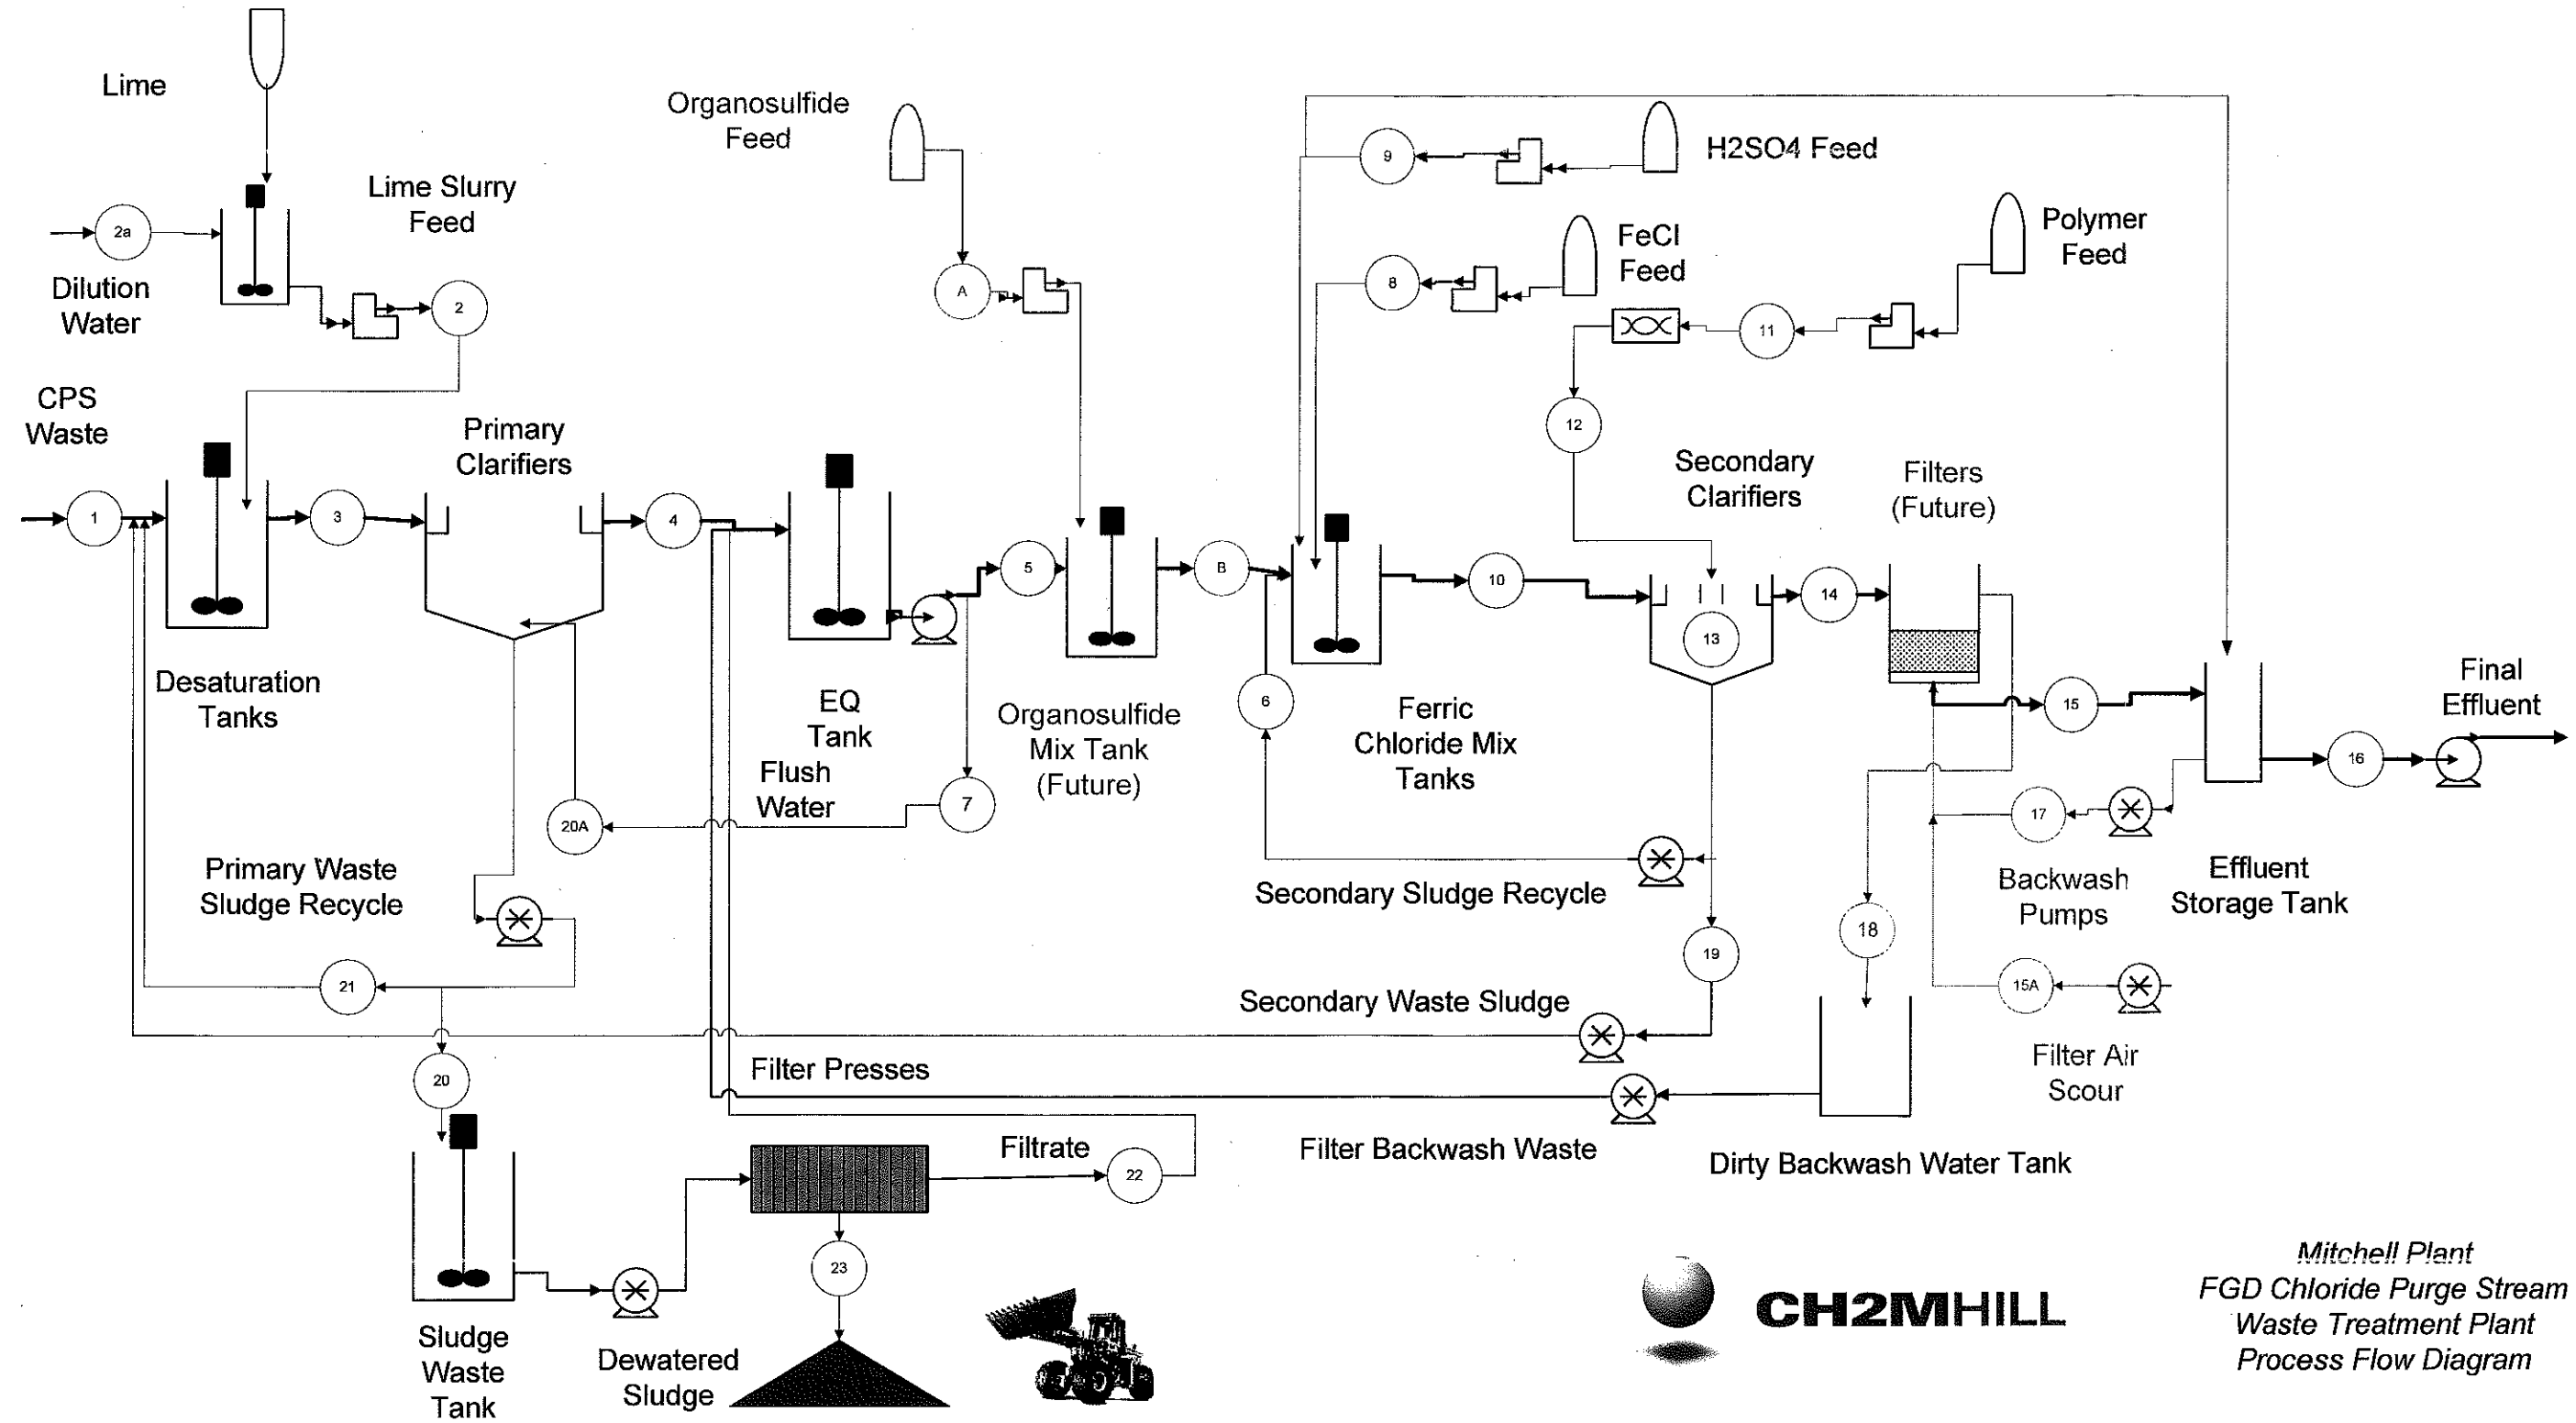 Lime
Organosulfide
Feed
9
H2SO4 Feed
Lime Slurry
Feed
2a
Dilution
Water
2
A
8
FeCl
Feed
Polymer
Feed
11
12
CPS
Waste
Primary
Clarifiers
Secondary
Clarifiers
Filters
(Future)
1
3
4
5
B
10
13
14
Desaturation
Tanks
EQ
Tank
Flush
Water
Organosulfide
Mix Tank
(Future)
6
Ferric
Chloride Mix
Tanks
15
Final
Effluent
16
7
20A
17
Backwash
Pumps
Effluent
Storage Tank
Primary Waste
Sludge Recycle
Secondary Sludge Recycle
18
19
21
15A
Secondary Waste Sludge
Filter Air
Scour
20
Filter Presses
Filter Backwash Waste
Dirty Backwash Water Tank
Filtrate
22
23
Sludge
Waste
Tank
Dewatered
Sludge
CH2MHILL
Mitchell Plant
FGD Chloride Purge Stream
Waste Treatment Plant
Process Flow Diagram